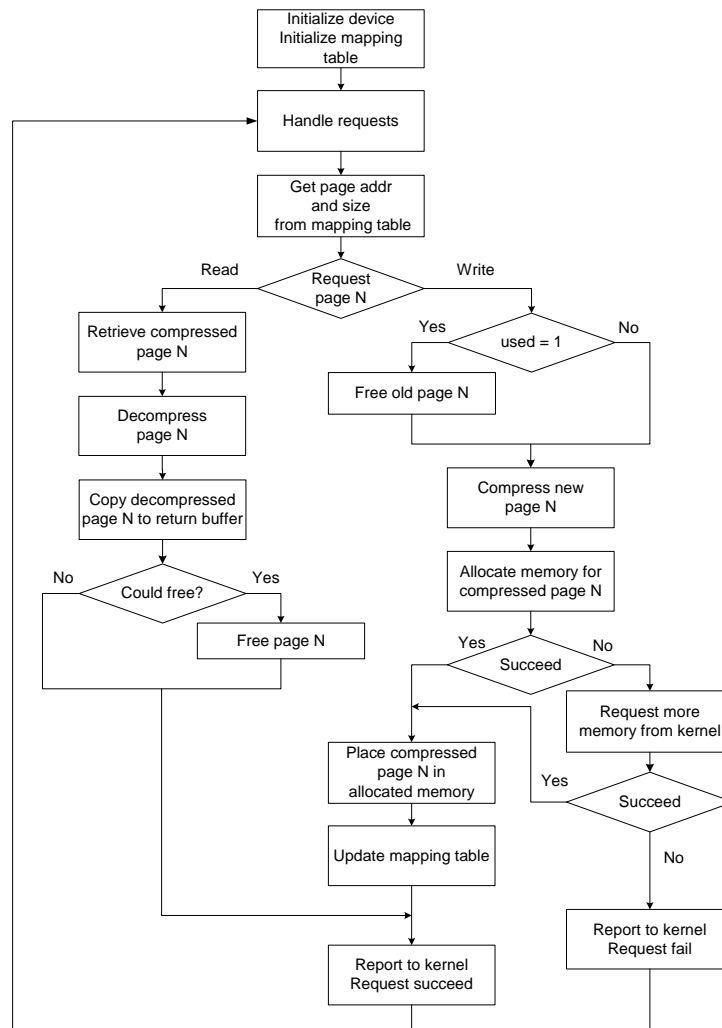 Initialize device
Initialize mapping
table
Handle requests
Get page addr
and size
from mapping table
Read
Request
page N
Write
Retrieve compressed
page N
Yes
used = 1
No
Free old page N
Decompress
page N
Compress new
page N
Copy decompressed
page N to return buffer
Allocate memory for
compressed page N
No
Could free?
Yes
Free page N
Yes
Succeed
No
Request more
memory from kernel
Place compressed
page N in
allocated memory
Yes
Succeed
Update mapping table
No
Report to kernel
Request fail
Report to kernel
Request succeed